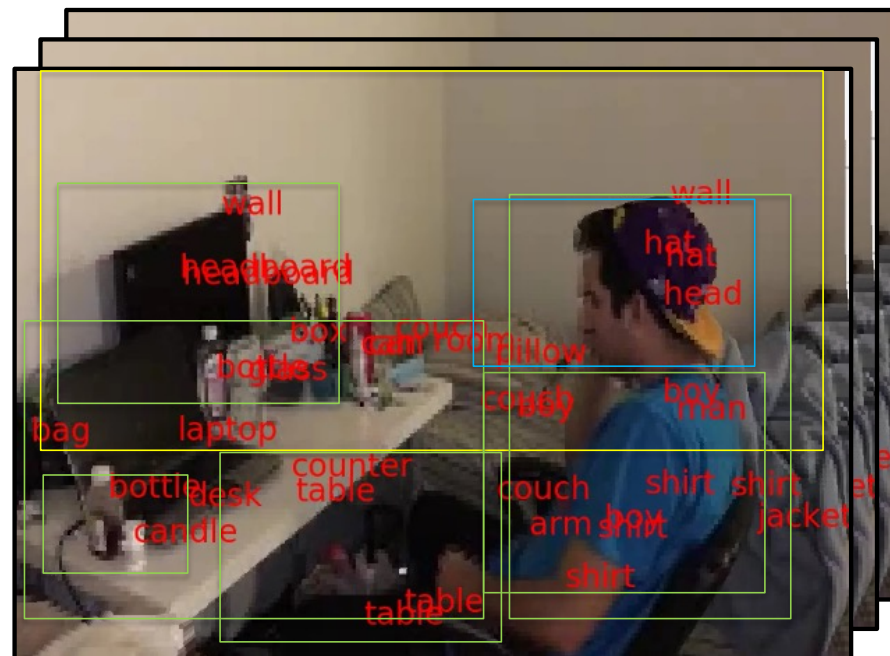 wall
wall
hat
hat
headboard
headboard
head
box
couch
can
room
pillow
bottle
glass
couch
boy
boy
man
bag
laptop
counter
table
bottle
desk
couch
shirt
shirt
et
candle
arm
shirt
boy
jacket
shirt
table
table